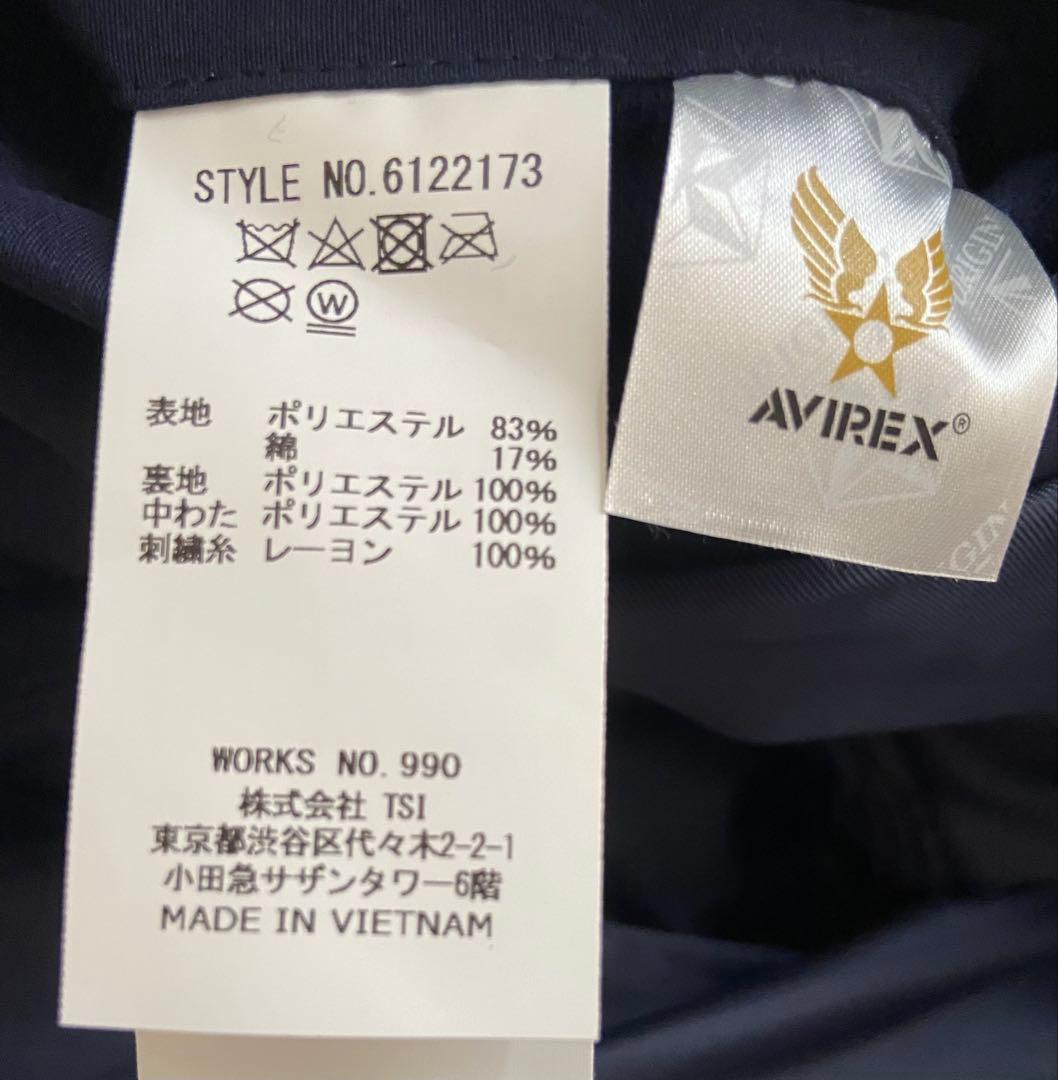 STYLE NO.6122173
W
表地 ポリエステル 83%
綿 17%
裏地 ポリエステル 100%
中わた ポリエステル 100%
刺繍糸 レーヨン 100%
WORKS NO. 990
株式会社 TSI
東京都渋谷区代々木2-2-1
小田急サザンタワー6階
MADE IN VIETNAM
AVIREX®
ORIGIN